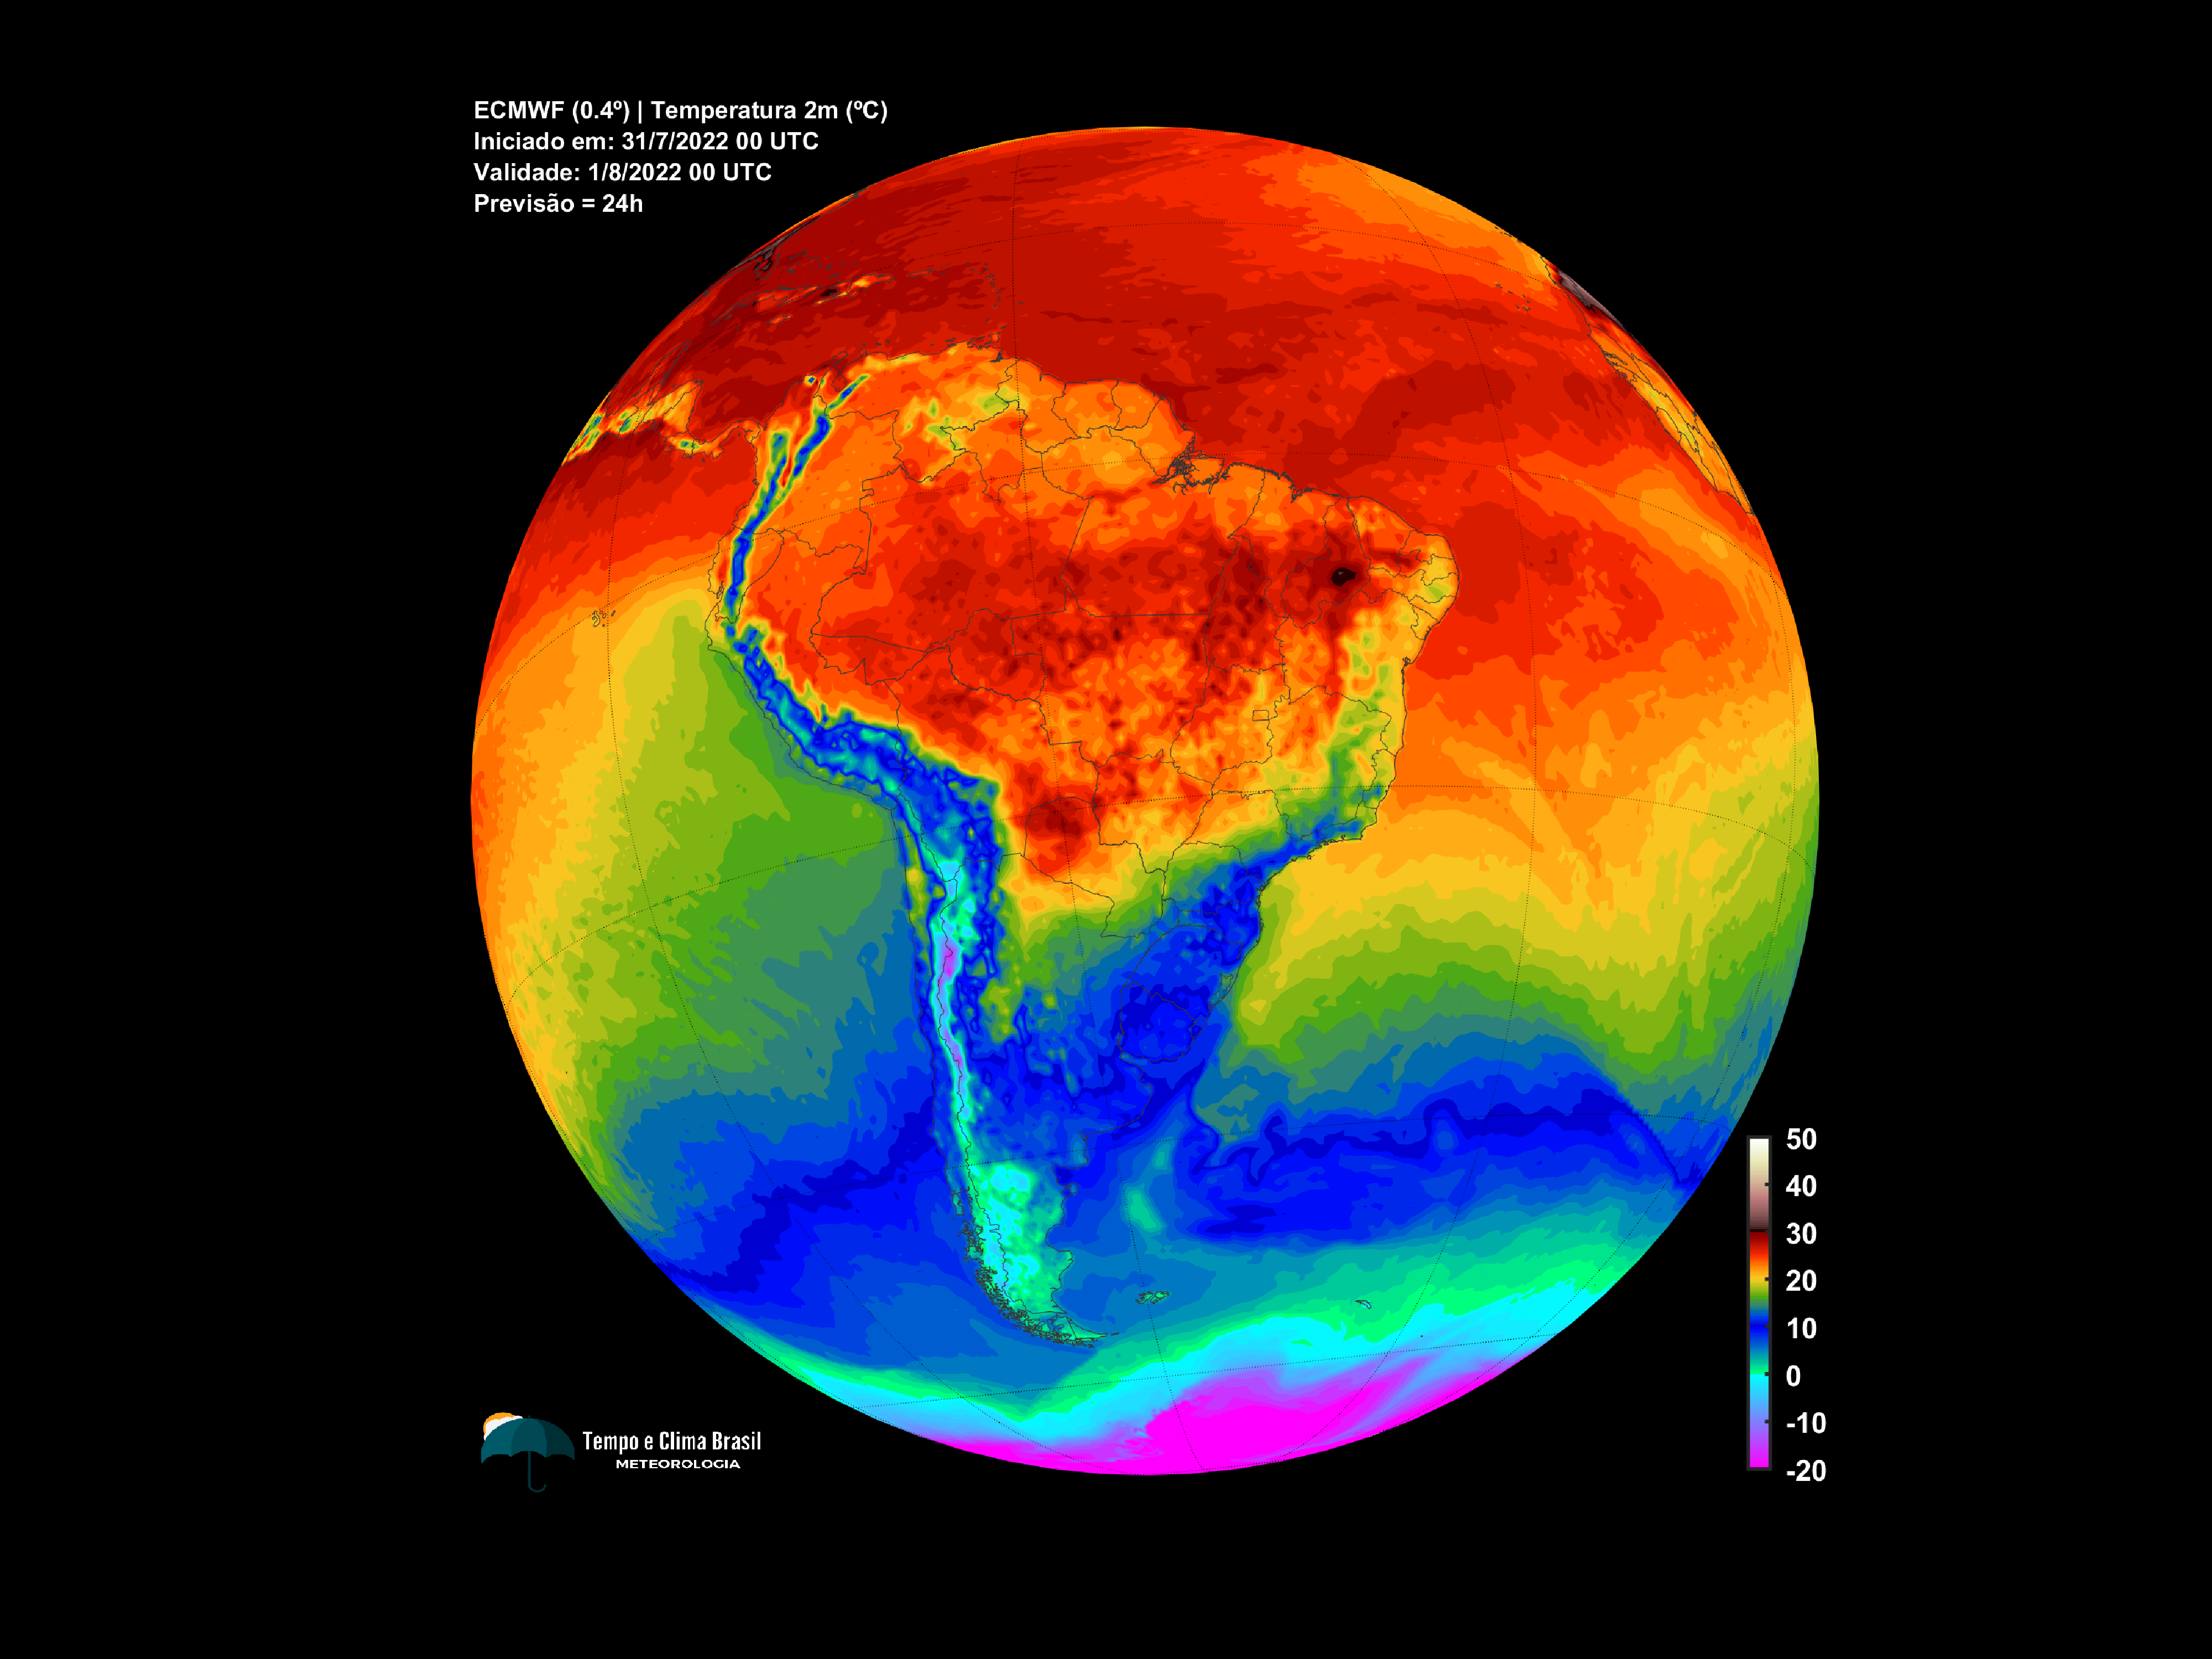 ECMWF (0.4º) | Temperatura 2m (ºC)
Iniciado em: 31/7/2022 00 UTC
Validade: 1/8/2022 00 UTC
Previsão = 24h
50
40
30
20
10
0
-10
-20
Tempo e Clima Brasil
METEOROLOGIA